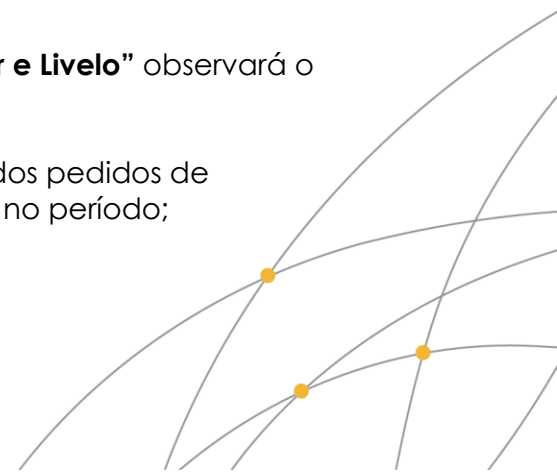 r e Livelo” observará o
dos pedidos de
no período;